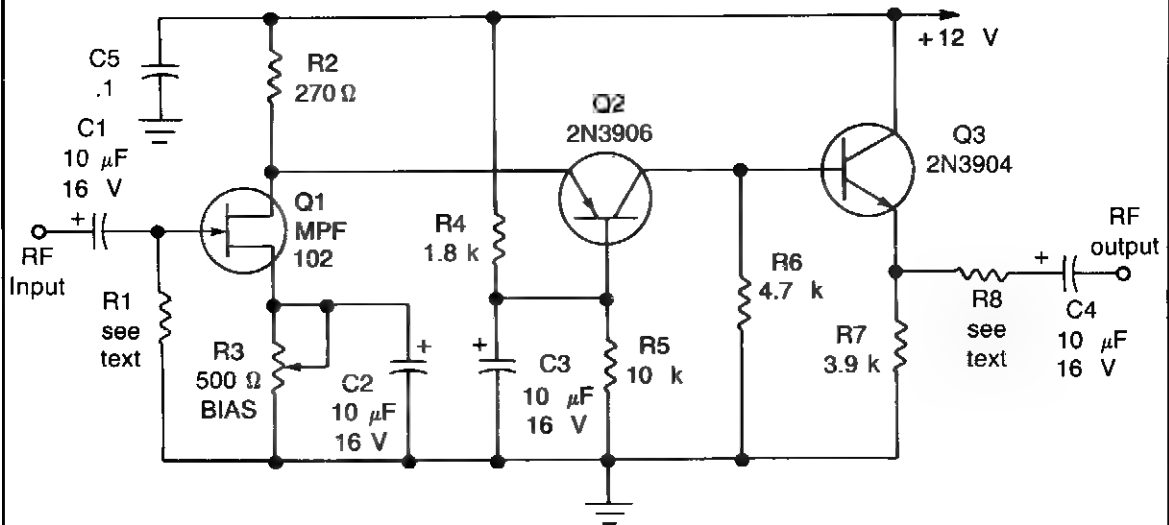 C5
.1
C1
10 μF
16 V
+
RF
Input
R1
see
text
R2
270 Ω
Q1
MPF
102
R3
500 Ω
BIAS
+
C2
10 μF
16 V
R4
1.8 k
+
C3
10 μF
16 V
Q2
2N3906
R5
10 k
R6
4.7 k
+12 V
Q3
2N3904
R7
3.9 k
R8
see
text
+
C4
10 μF
16 V
RF
output